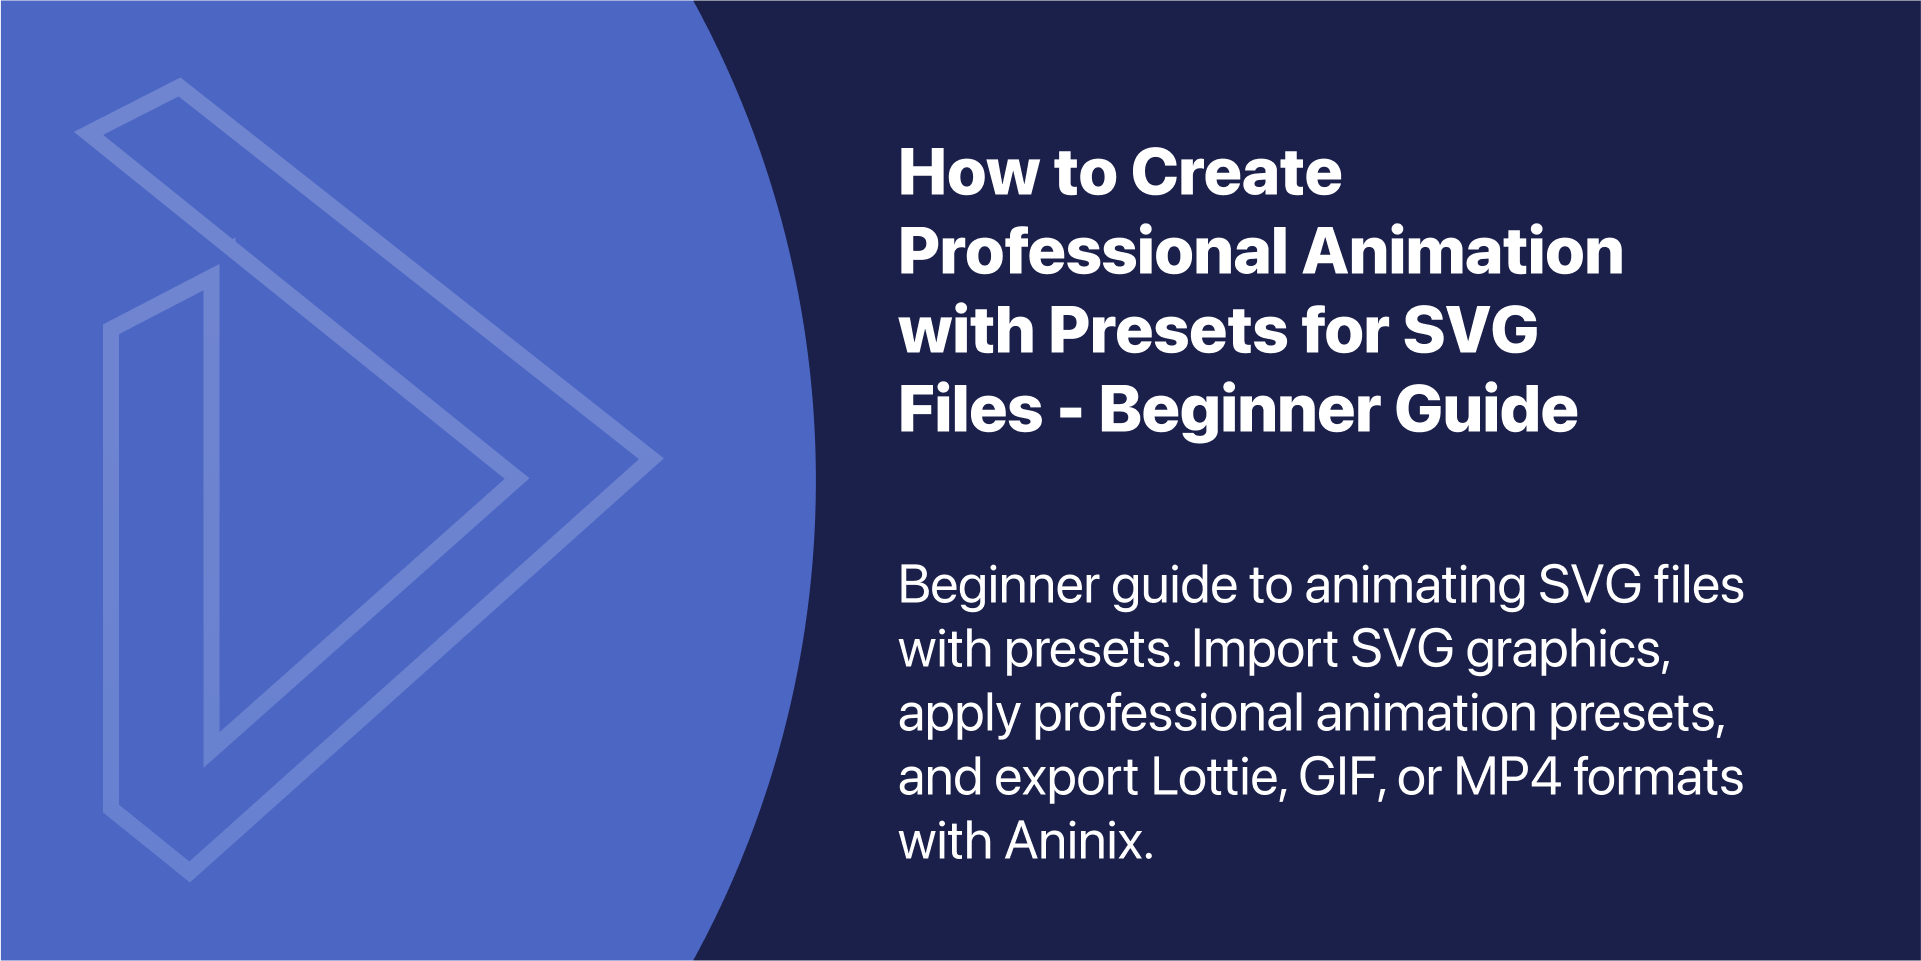 How to Create
Professional Animation
with Presets for SVG
Files - Beginner Guide
Beginner guide to animating SVG files
with presets. Import SVG graphics,
apply professional animation presets,
and export Lottie, GIF, or MP4 formats
with Aninix.